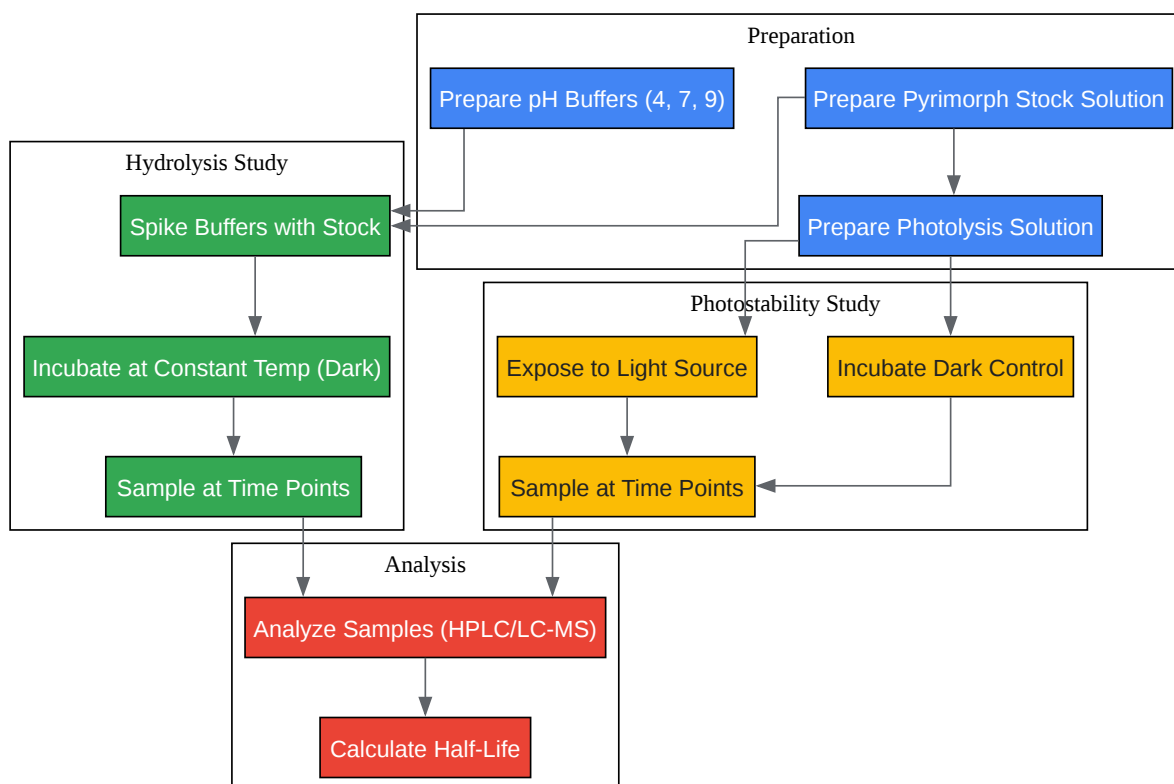 Preparation
Prepare pH Buffers (4, 7, 9)
Prepare Pyrimorph Stock Solution
Hydrolysis Study
Spike Buffers with Stock
Prepare Photolysis Solution
Photostability Study
Incubate at Constant Temp (Dark)
Expose to Light Source
Incubate Dark Control
Sample at Time Points
Sample at Time Points
Analysis
Analyze Samples (HPLC/LC-MS)
Calculate Half-Life